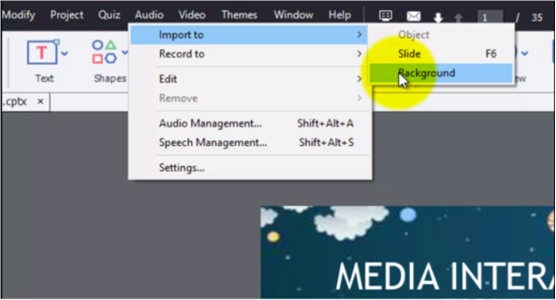 Modify Project Quiz Audio Video Themes Window Help 1 / 35
Text Shapes
.cptx ×
Import to
Record to
Edit
Remove
Audio Management... Shift+Alt+A
Speech Management... Shift+Alt+S
Settings...
Object
Slide F6
Background
MEDIA INTER